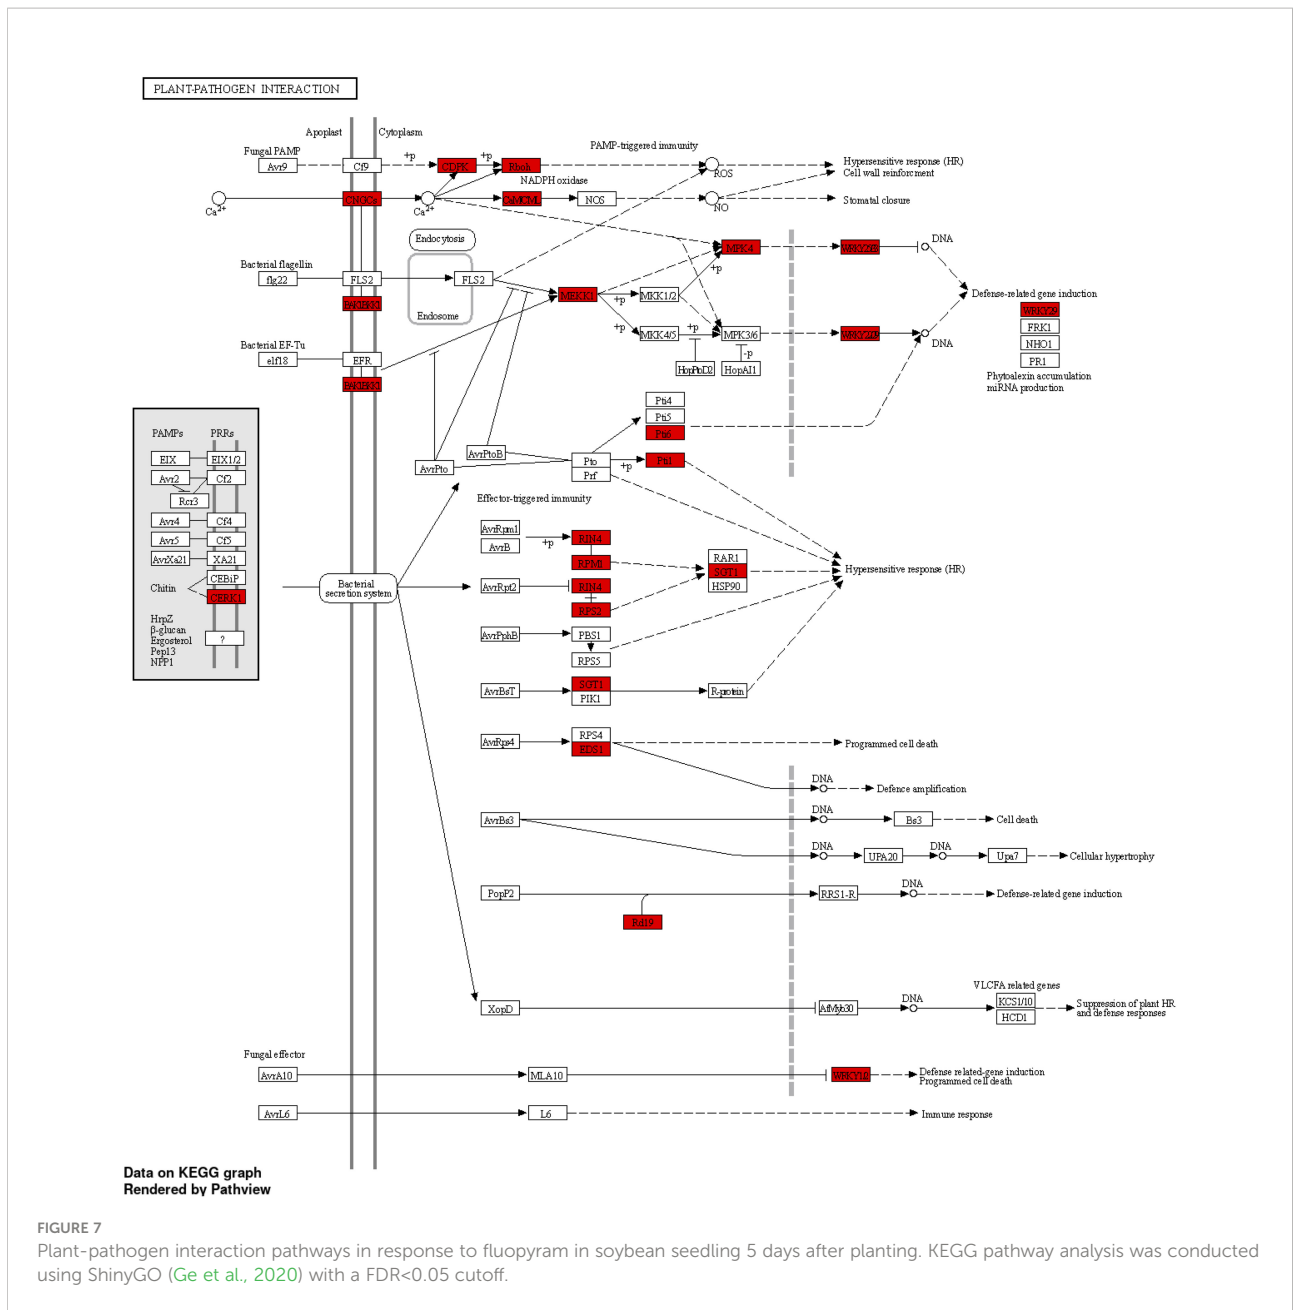 PLANT-PATHOGEN INTERACTION
Apoplast
Cytoplasm
Fungal PAMP
Avr9
Cf9
+p
CDPK
+p
Rboh
PAMP-triggered immunity
ROS
Hypersensitive response (HR)
Cell wall reinforcment
NADPH oxidase
Ca2+
CNGCs
Ca2+
CaMCML
NOS
NO
Stomatal closure
Endocytosis
MPK4
DNA
Bacterial flagellin
flg22
FLS2
FLS2
+p
Defense-related gene induction
MEKK1
+p
MKK1/2
WRKY29
FRK1
NHO1
PR1
Endosome
+p
MKK4/5
+p
MPK3/6
DNA
Bacterial EF-Tu
elf18
EFR
-p
HopPtoD2
HopAI1
Phytoalexin accumulation
miRNA production
Pti4
Pti5
Pti6
PAMPs
PRRs
EIX
EIX1/2
Avr2
Cf2
Rcr3
Avr4
Cf4
Avr5
Cf5
AvrXa21
XA21
CEBiP
Chitin
CERK1
HrpZ
β-glucan
Ergosterol
Pep13
NPP1
?
AvrPtoB
AvrPto
Pto
Prf
+p
Pti1
Effector-triggered immunity
AvrRpm1
AvrB
+p
RIN4
RPM1
RAR1
SGT1
HSP90
Hypersensitive response (HR)
Bacterial
secretion system
AvrRpt2
RIN4
RPS2
AvrPphB
PBS1
RPS5
AvrBsT
SGT1
PIK1
R-protein
AvrRps4
RPS4
EDS1
Programmed cell death
DNA
Defence amplification
AvrBs3
DNA
Bs3
Cell death
DNA
UPA20
DNA
Upa7
Cellular hypertrophy
PopP2
RRS1-R
DNA
Defense-related gene induction
Rd19
XopD
AtMyb30
DNA
VLCFA related genes
KCS1/10
HCD1
Suppression of plant HR
and defense responses
Fungal effector
AvrA10
MLA10
Defense related-gene induction
Programmed cell death
AvrL6
L6
Immune response
Data on KEGG graph
Rendered by Pathview
FIGURE 7
Plant-pathogen interaction pathways in response to fluopyram in soybean seedling 5 days after planting. KEGG pathway analysis was conducted
using ShinyGO (Ge et al., 2020) with a FDR<0.05 cutoff.